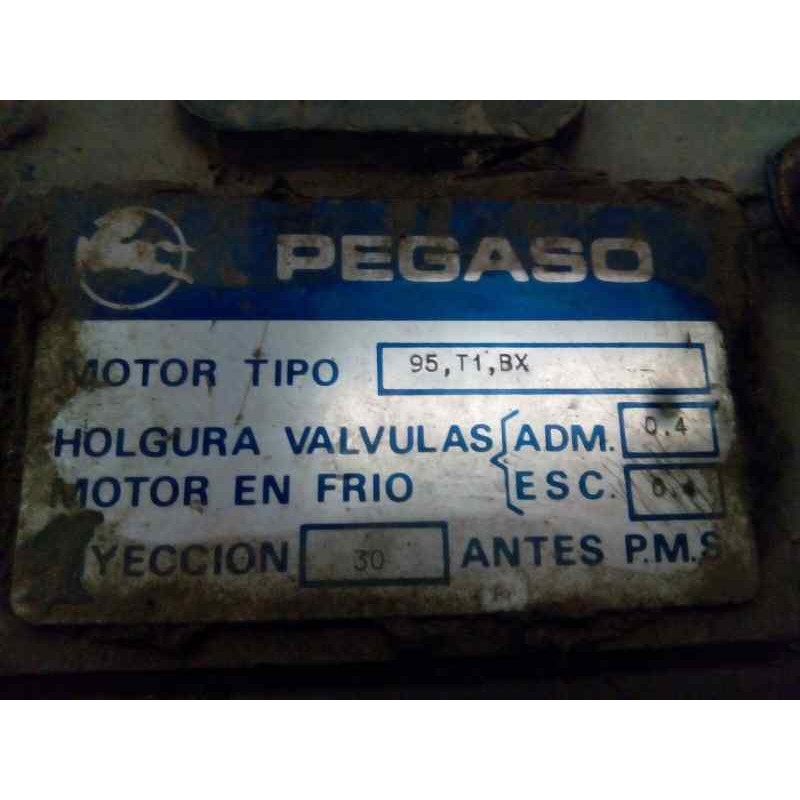 PEGASO
MOTOR TIPO 95,T1,BX
HOLGURA VALVULAS ADM. 0.4
MOTOR EN FRIO ESC.
YECCION 30 ANTES P.M.S